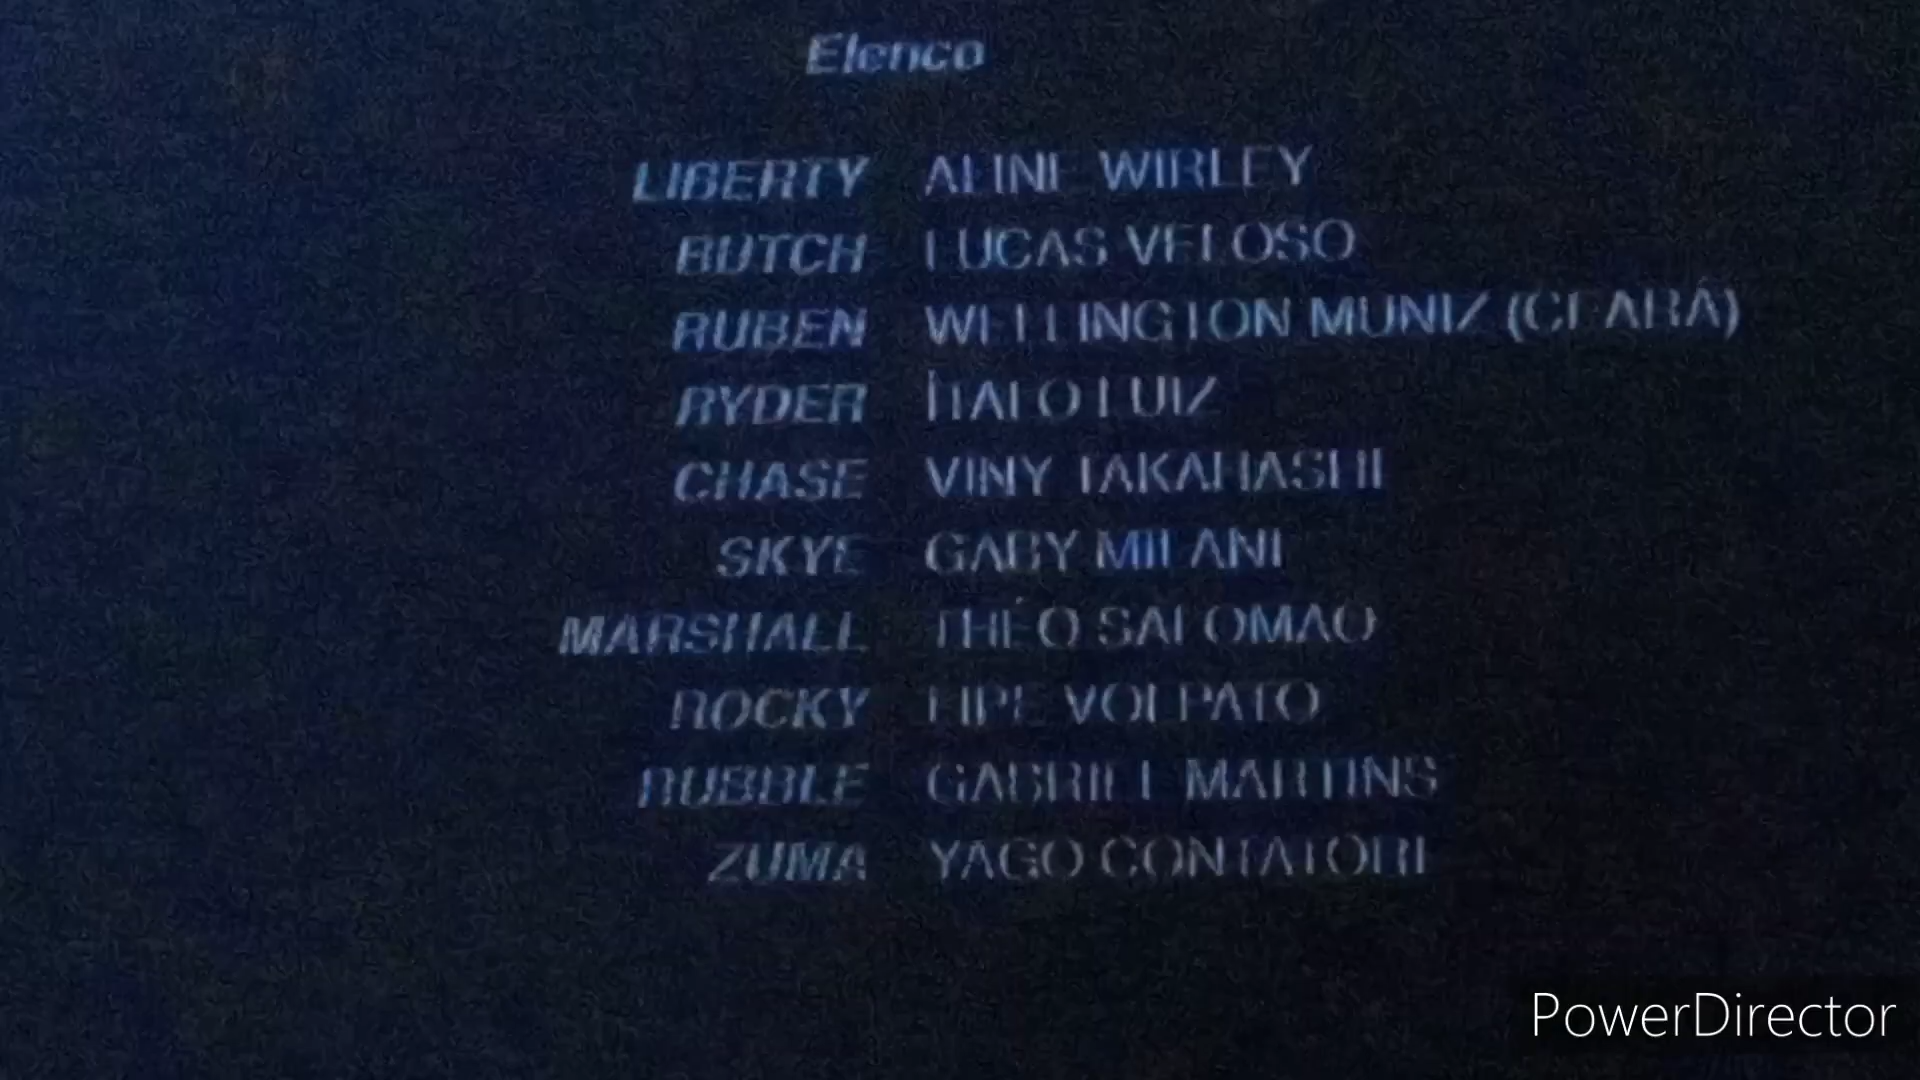 Elenco
LIBERTY ALINE WIRLEY
BUTCH LUCAS VELOSO
RUBEN WELLINGTON MUNIZ (CEARÁ)
RYDER ÍTALO LUIZ
CHASE VINY TAKAHASHI
SKYE GABY MILANI
MARSHALL THÉO SALOMÃO
ROCKY FIPE VOLPATO
RUBBLE GABRIEL MARTINS
ZUMA YAGO CONTATORI
PowerDirector